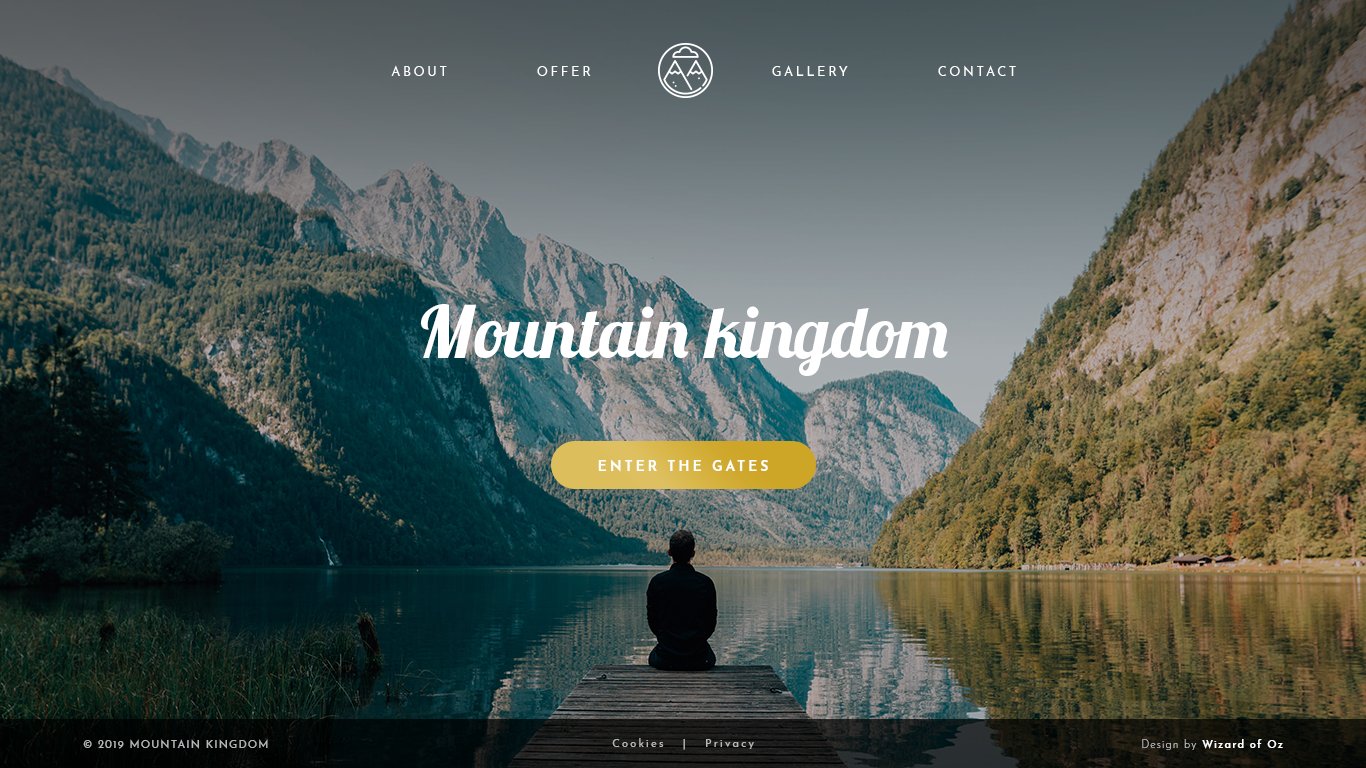 ABOUT OFFER GALLERY CONTACT
Mountain kingdom
ENTER THE GATES
© 2019 MOUNTAIN KINGDOM Cookies | Privacy Design by Wizard of Oz